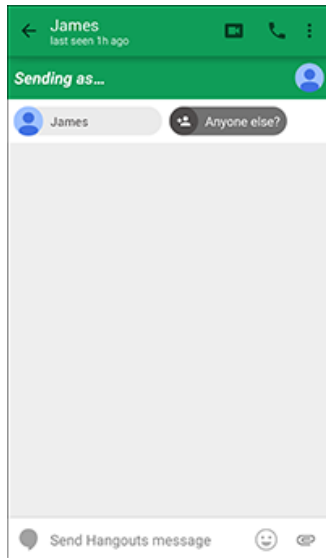 James
last seen 1h ago
Sending as...
James
Anyone else?
Send Hangouts message